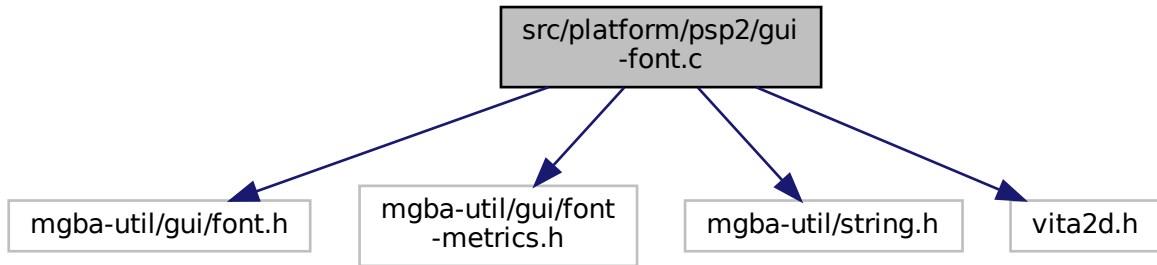 src/platform/psp2/gui
-font.c
mgba-util/gui/font.h
mgba-util/gui/font
-metrics.h
mgba-util/string.h
vita2d.h